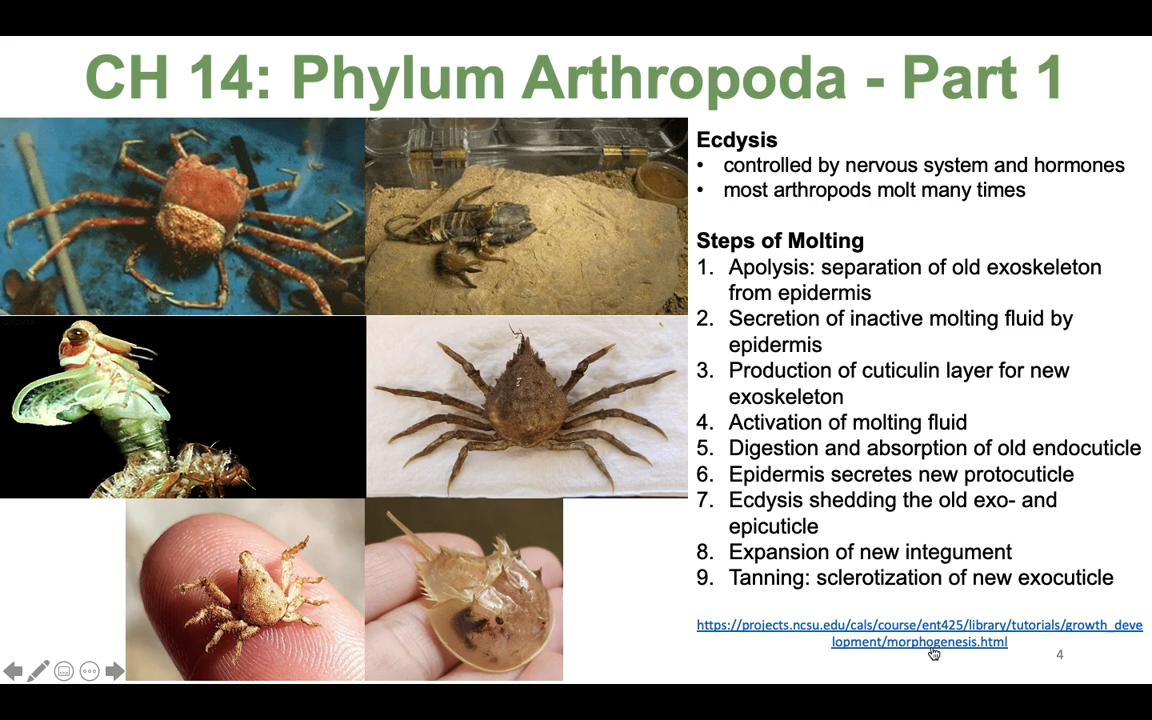 CH 14: Phylum Arthropoda - Part 1
Ecdysis
• controlled by nervous system and hormones
• most arthropods molt many times
Steps of Molting
1. Apolysis: separation of old exoskeleton
from epidermis
2. Secretion of inactive molting fluid by
epidermis
3. Production of cuticulin layer for new
exoskeleton
4. Activation of molting fluid
5. Digestion and absorption of old endocuticle
6. Epidermis secretes new protocuticle
7. Ecdysis shedding the old exo- and
epicuticle
8. Expansion of new integument
9. Tanning: sclerotization of new exocuticle
https://projects.ncsu.edu/cals/course/ent425/library/tutorials/growth_deve
lopment/morphogenesis.html
4